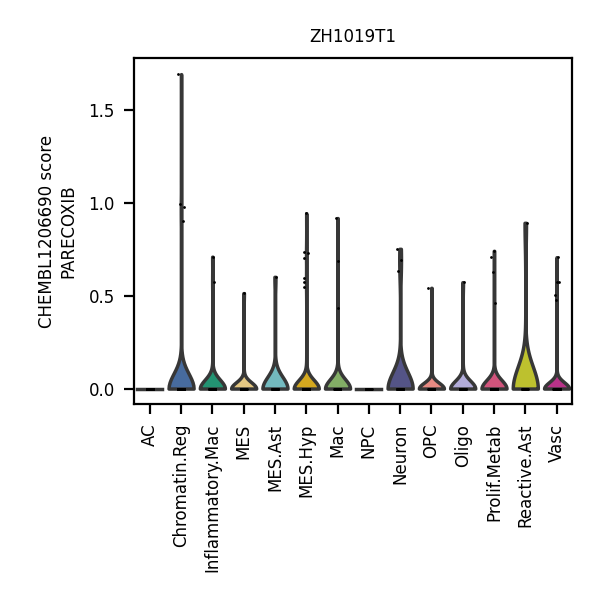 ZH1019T1
CHEMBL1206690 score
PARECOXIB
1.5
1.0
0.5
0.0
AC
Chromatin.Reg
Inflammatory.Mac
MES
MES.Ast
MES.Hyp
Mac
NPC
Neuron
OPC
Oligo
Prolif.Metab
Reactive.Ast
Vasc